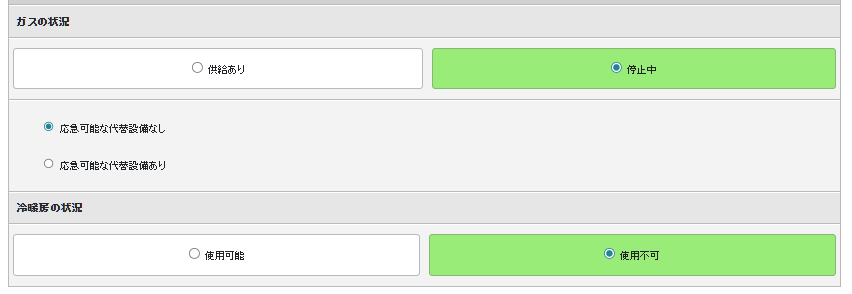 ガスの状況
供給あり 停止中
応急可能な代替設備なし
応急可能な代替設備あり
冷暖房の状況
使用可能 使用不可